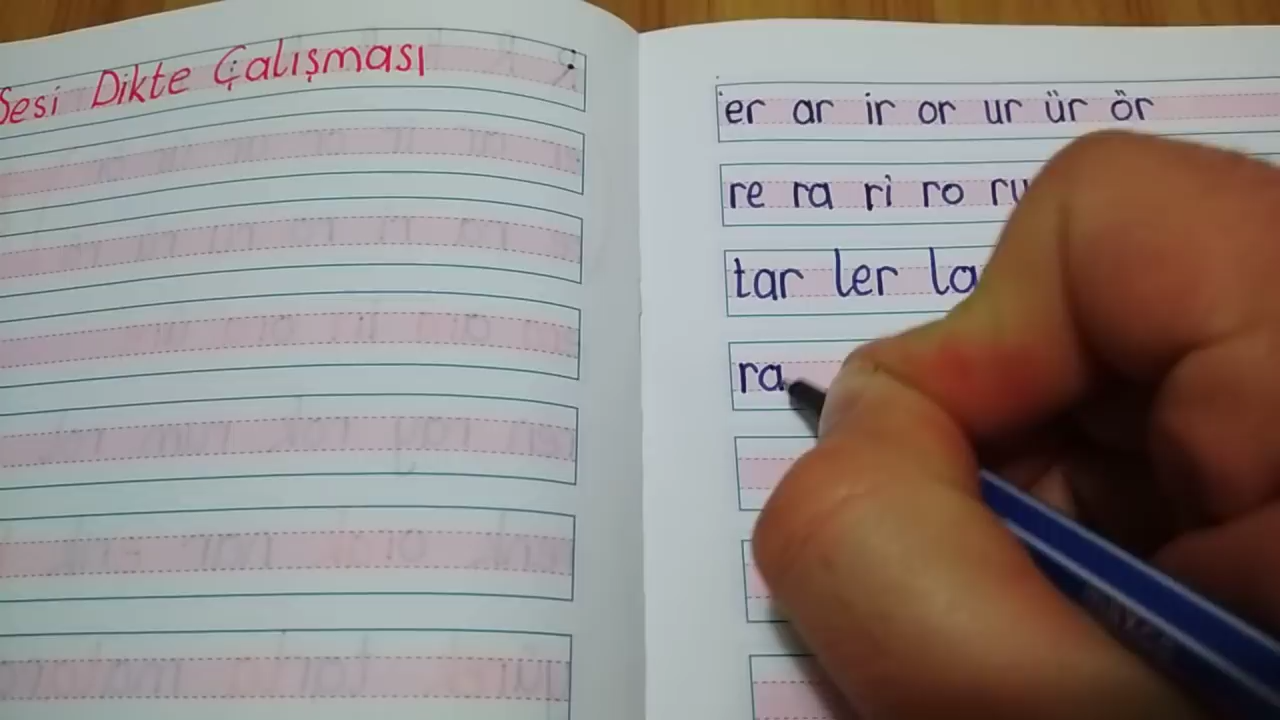 Sesi Dikte Çalışması
er ar ir or ur ür ör
re ra ri ro ru
tar ler la
ra